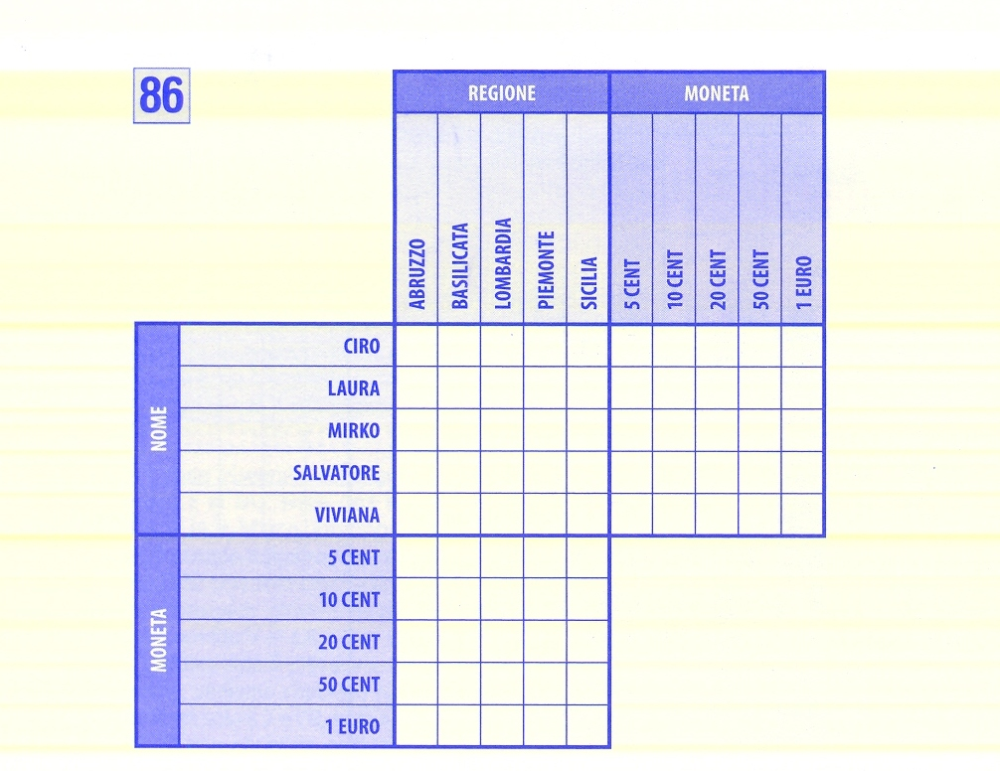 86
REGIONE MONETA
ABRUZZO
BASILICATA
LOMBARDIA
PIEMONTE
SICILIA
5 CENT
10 CENT
20 CENT
50 CENT
1 EURO
NOME
CIRO
LAURA
MIRKO
SALVATORE
VIVIANA
MONETA
5 CENT
10 CENT
20 CENT
50 CENT
1 EURO